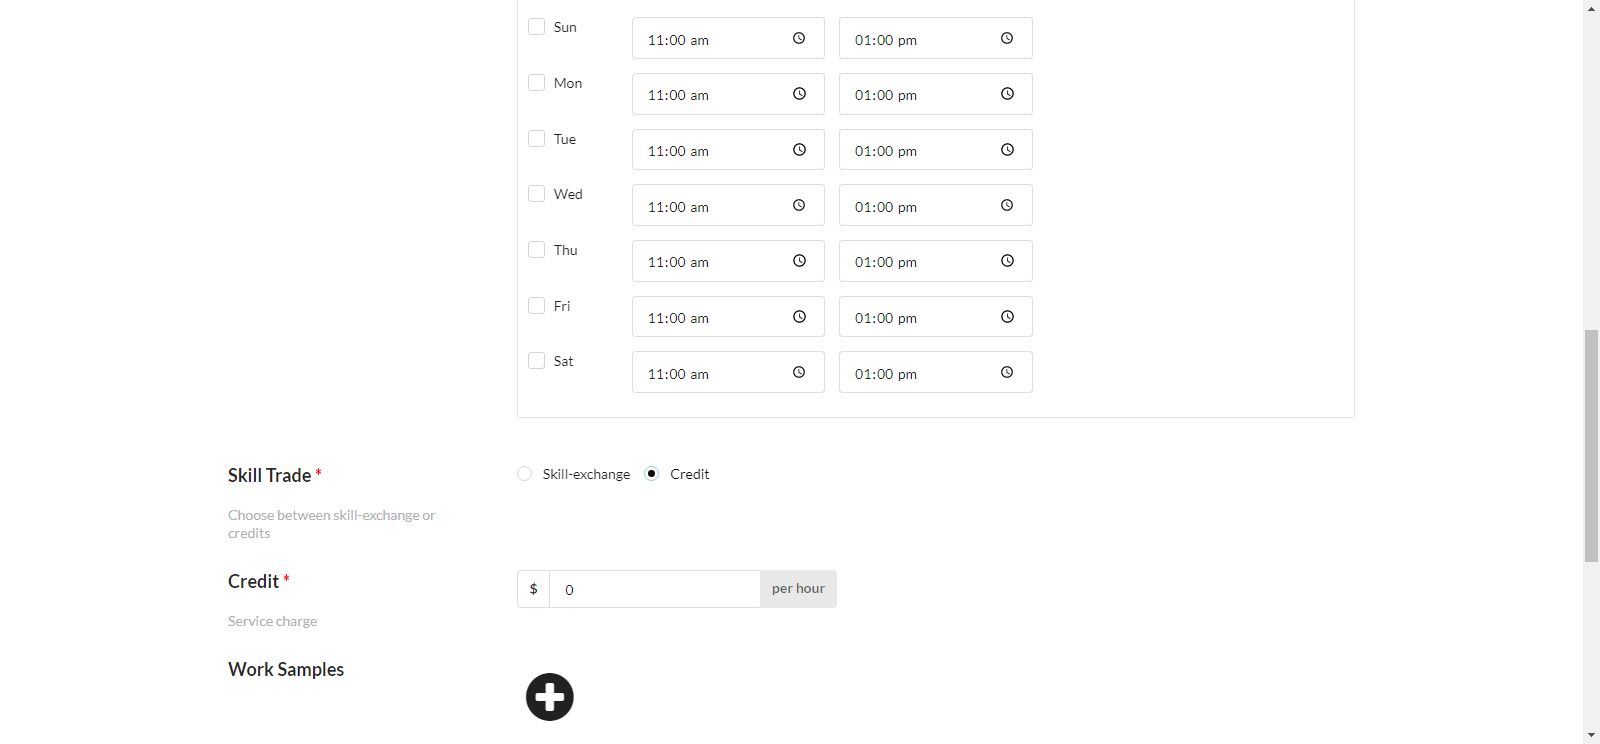 Sun 11:00 am 01:00 pm
Mon 11:00 am 01:00 pm
Tue 11:00 am 01:00 pm
Wed 11:00 am 01:00 pm
Thu 11:00 am 01:00 pm
Fri 11:00 am 01:00 pm
Sat 11:00 am 01:00 pm
Skill Trade * Skill-exchange Credit
Choose between skill-exchange or
credits
Credit * $ 0 per hour
Service charge
Work Samples